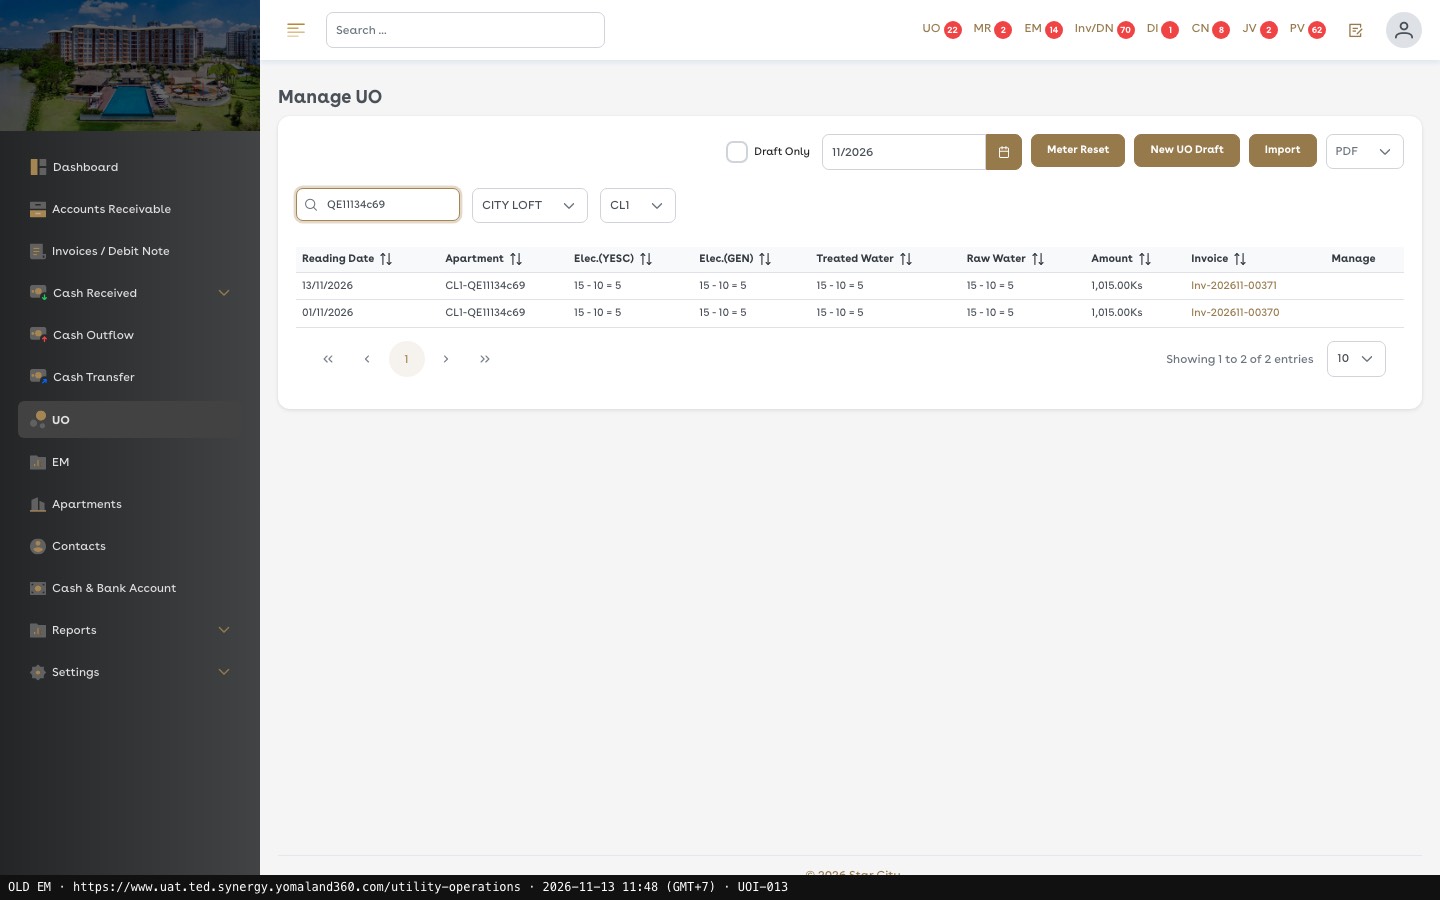 Search ...
UO 22 MR 2 EM 14 Inv/DN 70 DI 1 CN 8 JV 2 PV 62
Dashboard
Accounts Receivable
Invoices / Debit Note
Cash Received
Cash Outflow
Cash Transfer
UO
EM
Apartments
Contacts
Cash & Bank Account
Reports
Settings
Manage UO
Draft Only 11/2026 Meter Reset New UO Draft Import PDF
QE11134c69 CITY LOFT CL1
Reading Date Apartment Elec.(YESC) Elec.(GEN) Treated Water Raw Water Amount Invoice Manage
13/11/2026 CL1-QE11134c69 15 - 10 = 5 15 - 10 = 5 15 - 10 = 5 15 - 10 = 5 1,015.00Ks Inv-202611-00371
01/11/2026 CL1-QE11134c69 15 - 10 = 5 15 - 10 = 5 15 - 10 = 5 15 - 10 = 5 1,015.00Ks Inv-202611-00370
« ‹ 1 › » Showing 1 to 2 of 2 entries 10
© 2026 Star City
OLD EM · https://www.uat.ted.synergy.yomaland360.com/utility-operations · 2026-11-13 11:48 (GMT+7) · UOI-013